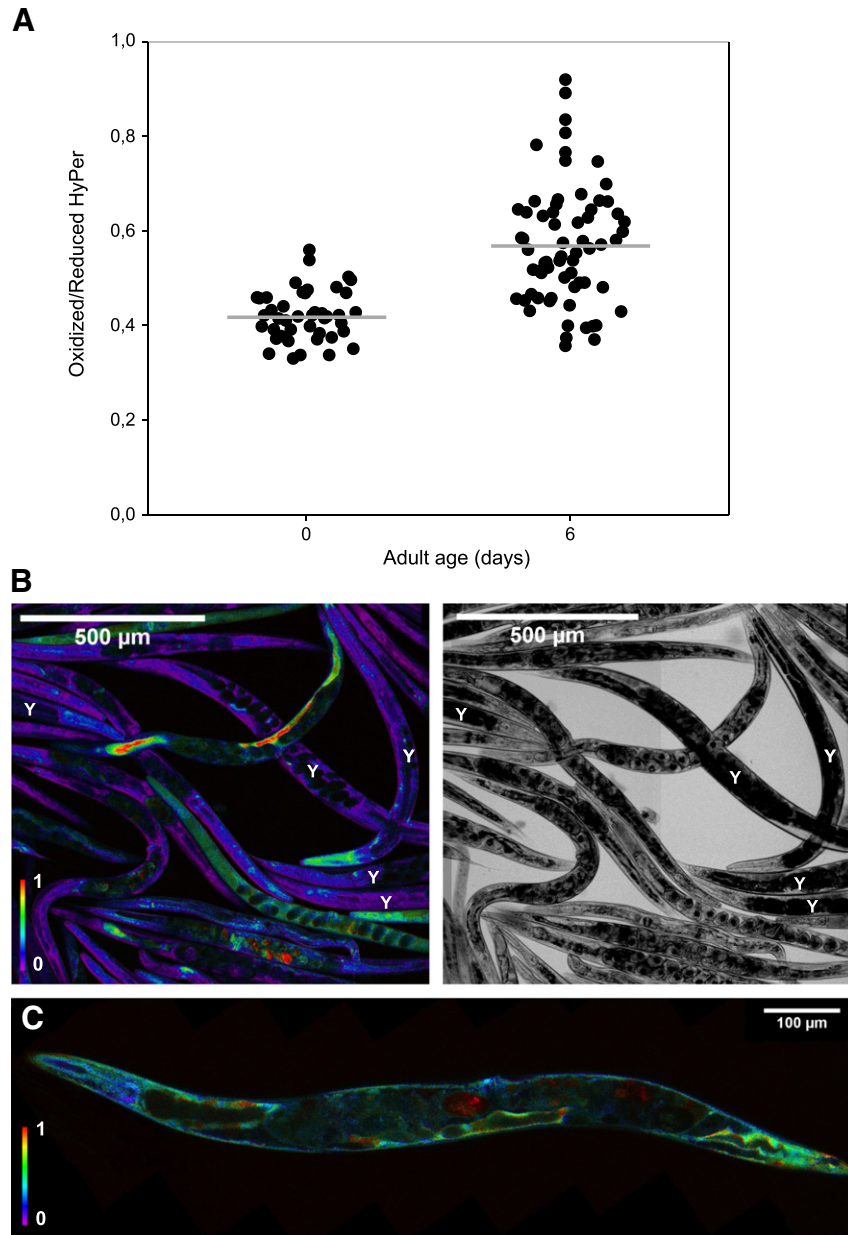 A
1,0
0,8
0,6
0,4
0,2
0,0
Oxidized/Reduced HyPer
0
6
Adult age (days)
B
500 µm
Y
Y
Y
Y
Y
1
0
500 µm
Y
Y
Y
Y
Y
C
100 µm
1
0